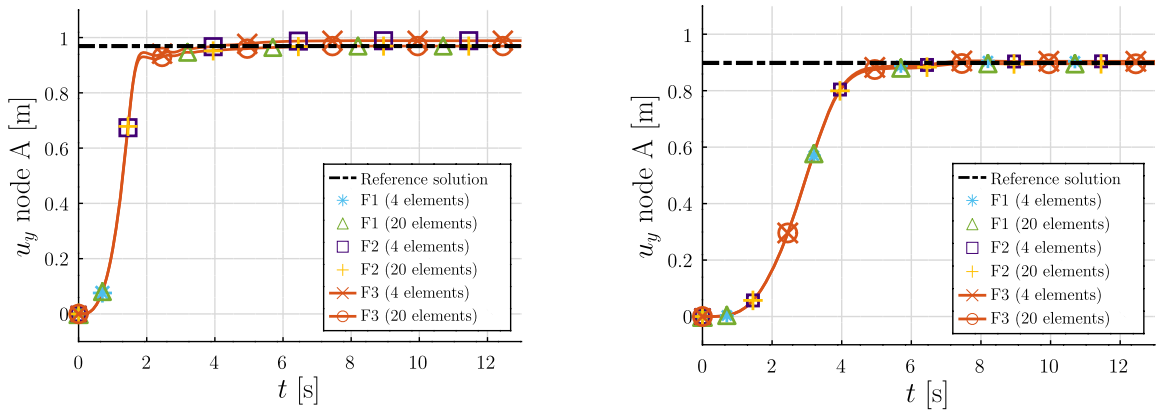 1
0.8
0.6
0.4
0.2
0
u_y node A [m]
Reference solution
F1 (4 elements)
F1 (20 elements)
F2 (4 elements)
F2 (20 elements)
F3 (4 elements)
F3 (20 elements)
0 2 4 6 8 10 12
t [s]
1
0.8
0.6
0.4
0.2
0
u_y node A [m]
Reference solution
F1 (4 elements)
F1 (20 elements)
F2 (4 elements)
F2 (20 elements)
F3 (4 elements)
F3 (20 elements)
0 2 4 6 8 10 12
t [s]